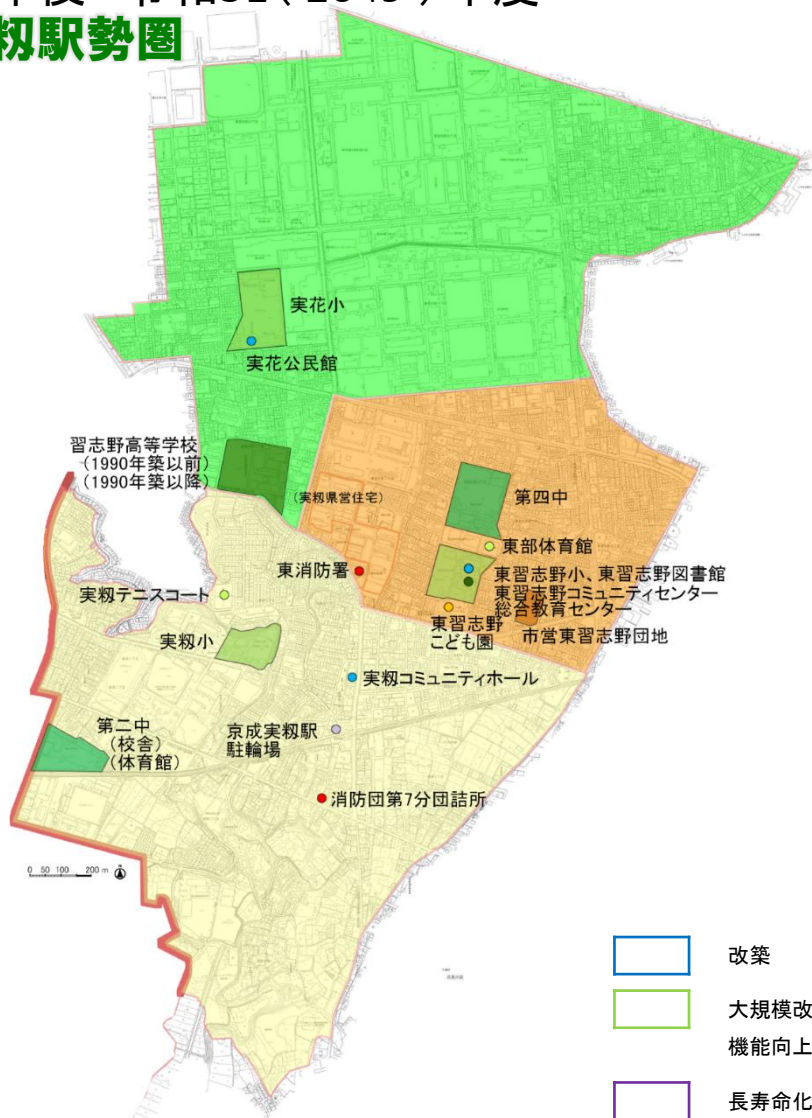 籾駅勢圏
実花小
実花公民館
習志野高等学校
（1990年築以前）
（1990年築以降）
（実籾県営住宅）
第四中
東部体育館
東消防署
東習志野小、東習志野図書館
東習志野コミュニティセンター
総合教育センター
実籾テニスコート
東習志野
こども園
市営東習志野団地
実籾小
実籾コミュニティホール
第二中
（校舎）
（体育館）
京成実籾駅
駐輪場
消防団第7分団詰所
0 50 100 200 m
改築
大規模改
機能向上
長寿命化